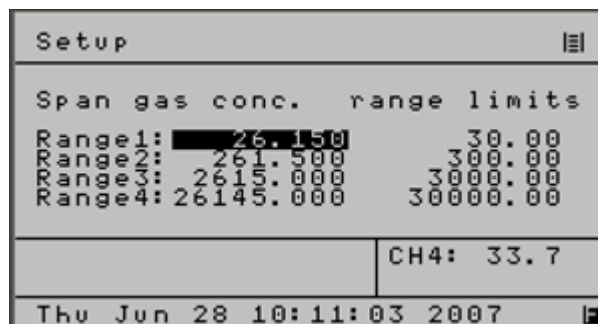 Setup
Span gas conc. range limits
Range1: 26.150 30.00
Range2: 261.500 300.00
Range3: 2615.000 3000.00
Range4: 26145.000 30000.00
CH4: 33.7
Thu Jun 28 10:11:03 2007